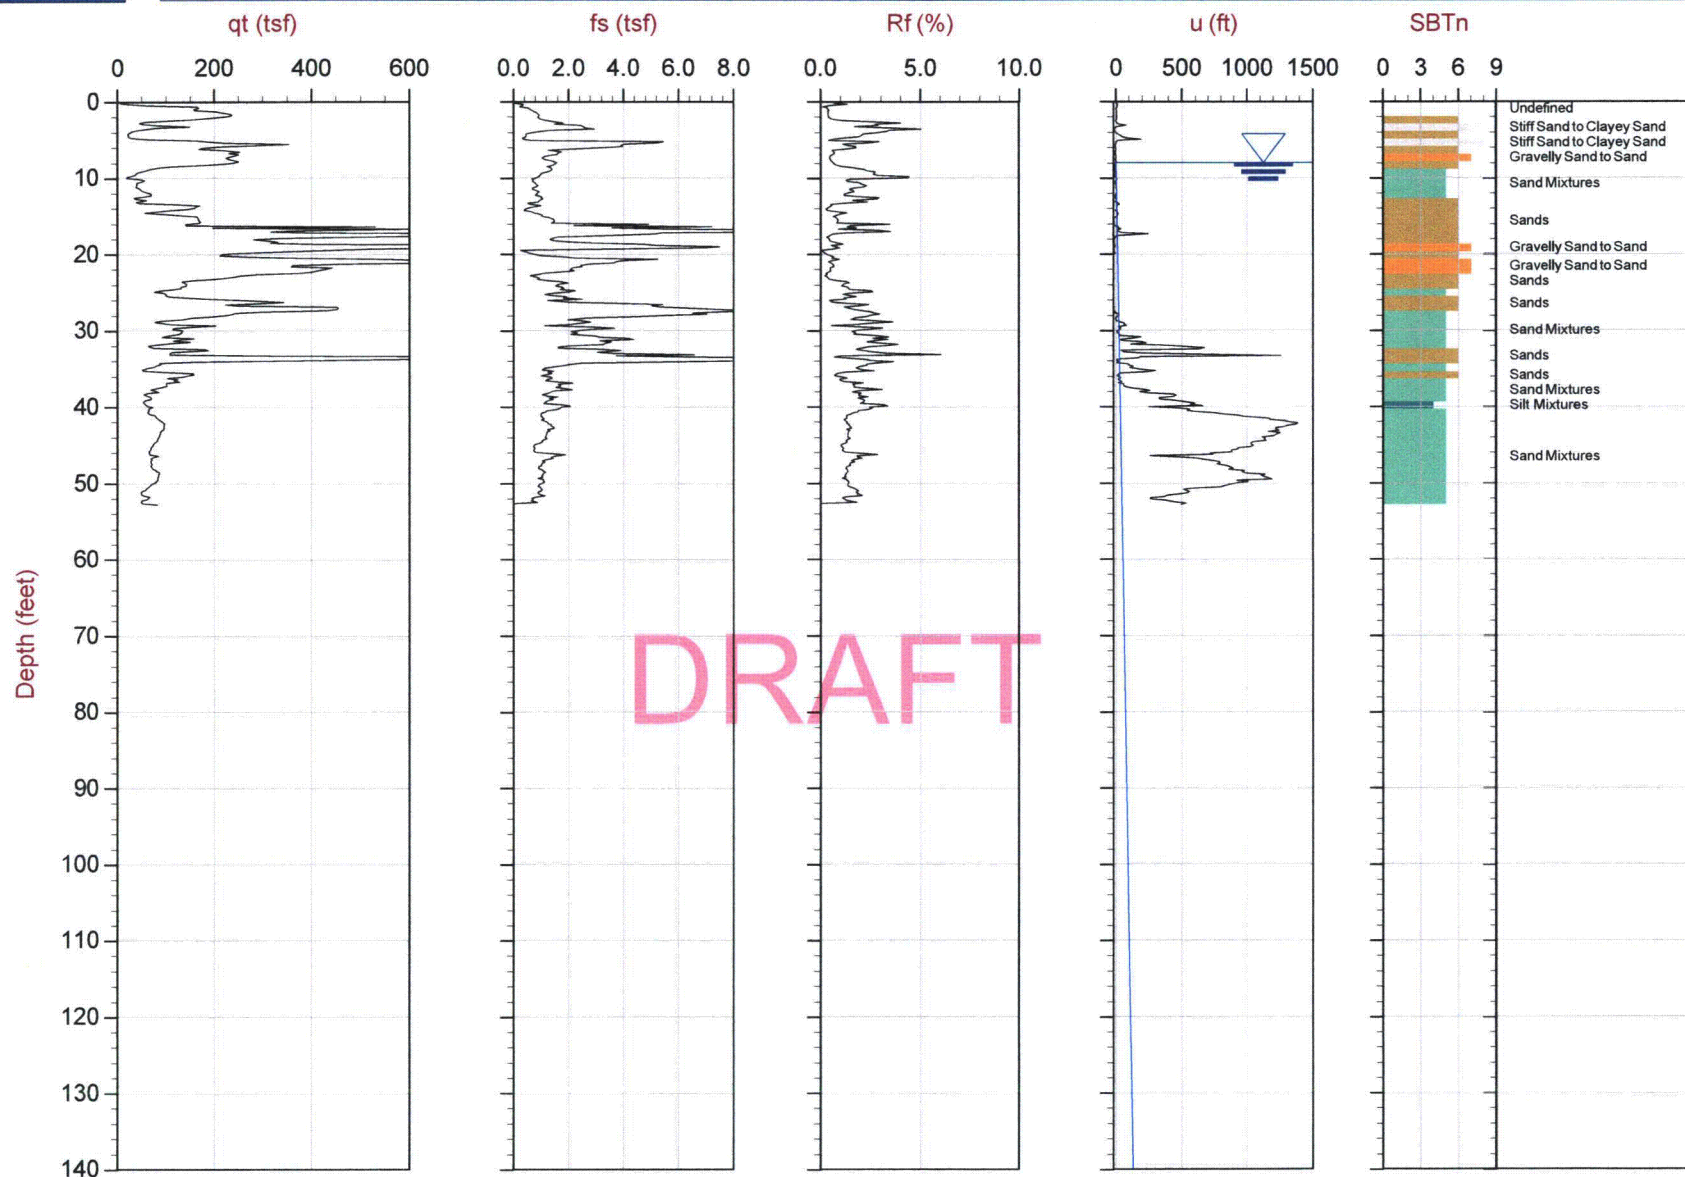 qt (tsf) fs (tsf) Rf (%) u (ft) SBTn
0 200 400 600 0.0 2.0 4.0 6.0 8.0 0.0 5.0 10.0 0 500 1000 1500 0 3 6 9
0
Undefined
Stiff Sand to Clayey Sand
Stiff Sand to Clayey Sand
Gravelly Sand to Sand
10
Sand Mixtures
Sands
Gravelly Sand to Sand
20
Gravelly Sand to Sand
Sands
Sands
30
Sand Mixtures
Sands
Sands
Sand Mixtures
40
Silt Mixtures
Sand Mixtures
50
60
70
80
90
100
110
120
130
140
Depth (feet)
DRAFT